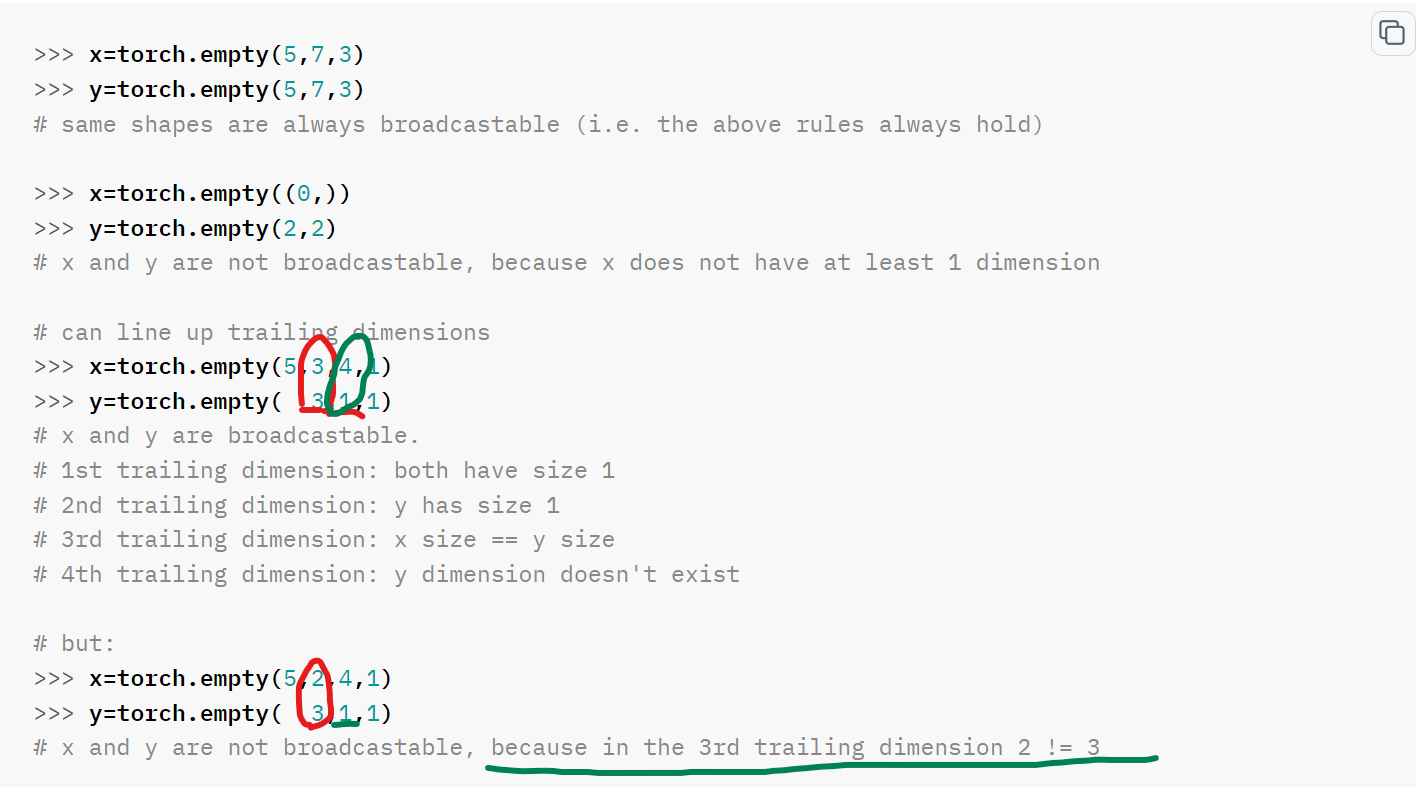 >>> x=torch.empty(5,7,3)
>>> y=torch.empty(5,7,3)
# same shapes are always broadcastable (i.e. the above rules always hold)
>>> x=torch.empty((0,))
>>> y=torch.empty(2,2)
# x and y are not broadcastable, because x does not have at least 1 dimension
# can line up trailing dimensions
>>> x=torch.empty(5,3,4,1)
>>> y=torch.empty(  3,1,1)
# x and y are broadcastable.
# 1st trailing dimension: both have size 1
# 2nd trailing dimension: y has size 1
# 3rd trailing dimension: x size == y size
# 4th trailing dimension: y dimension doesn't exist
# but:
>>> x=torch.empty(5,2,4,1)
>>> y=torch.empty(  3,1,1)
# x and y are not broadcastable, because in the 3rd trailing dimension 2 != 3